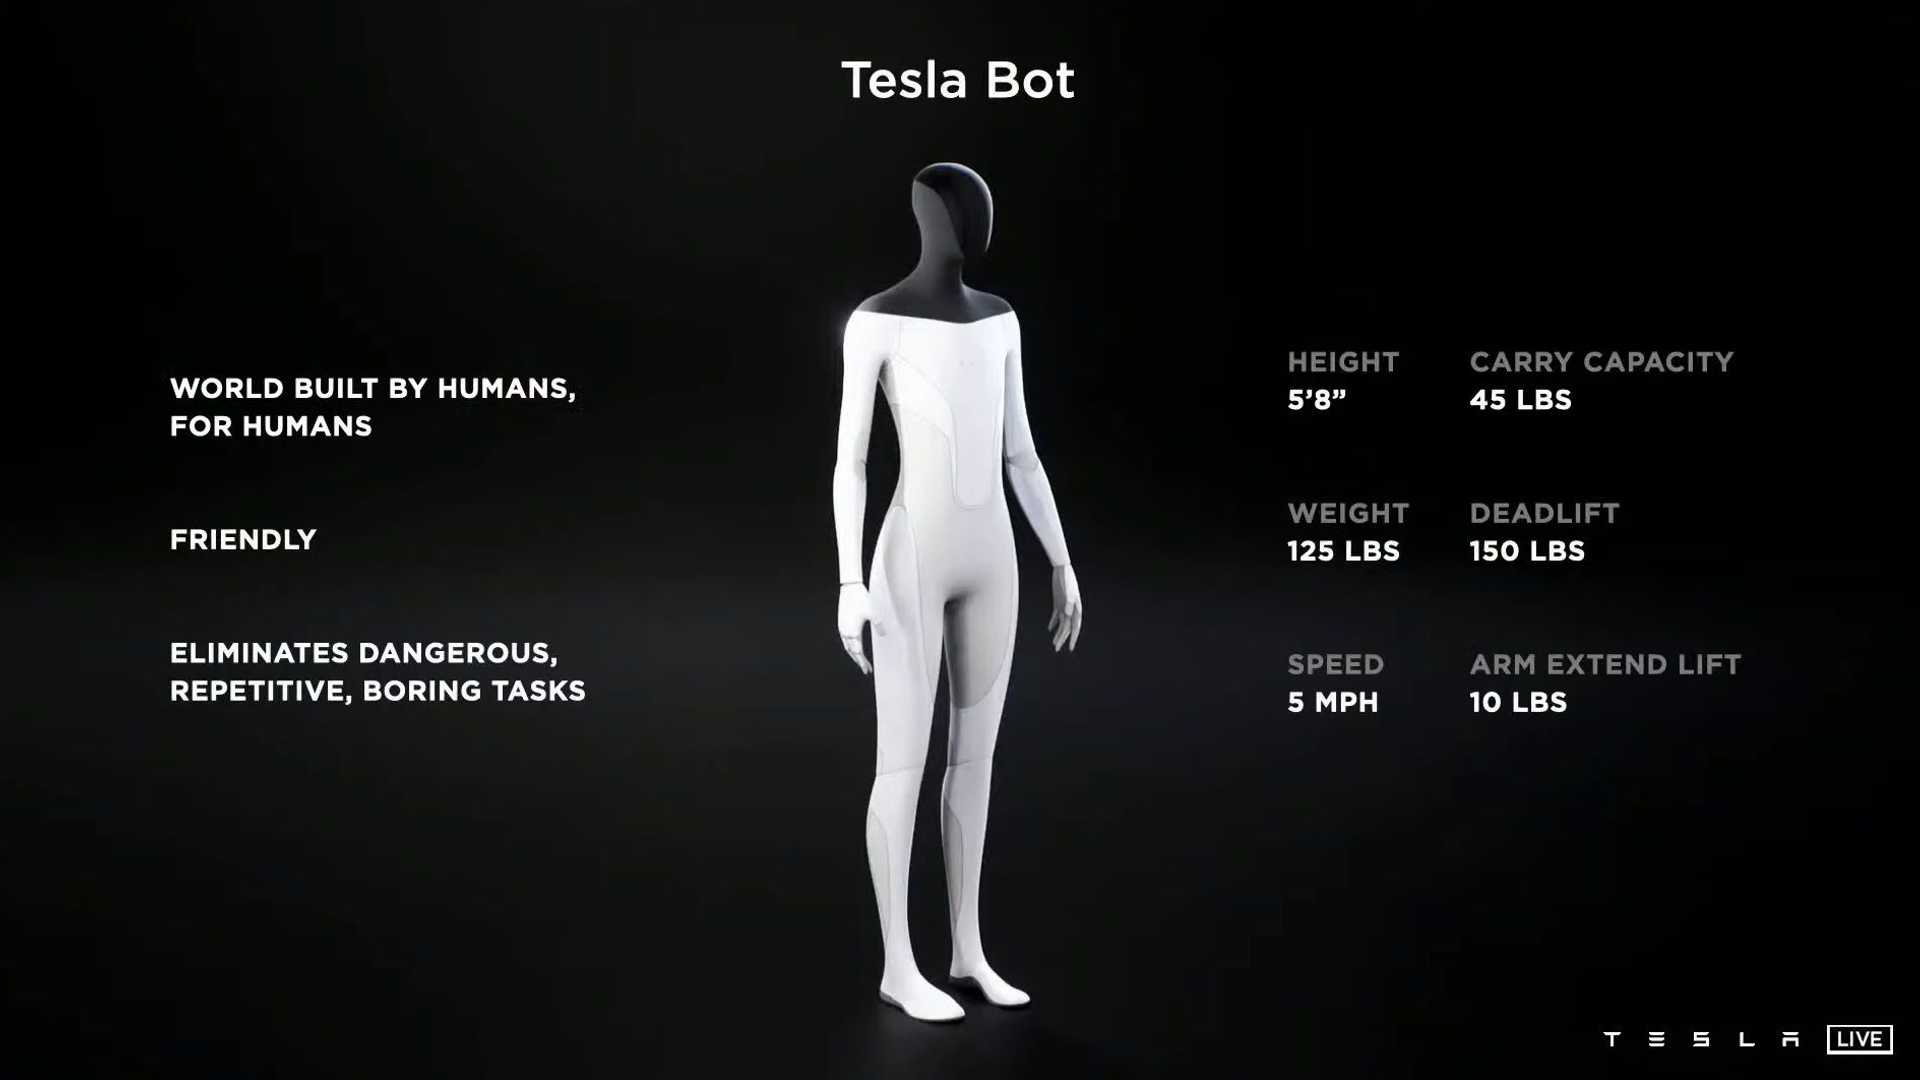 Tesla Bot
WORLD BUILT BY HUMANS,
FOR HUMANS
FRIENDLY
ELIMINATES DANGEROUS,
REPETITIVE, BORING TASKS
HEIGHT
5’8”
CARRY CAPACITY
45 LBS
WEIGHT
125 LBS
DEADLIFT
150 LBS
SPEED
5 MPH
ARM EXTEND LIFT
10 LBS
TESLA LIVE